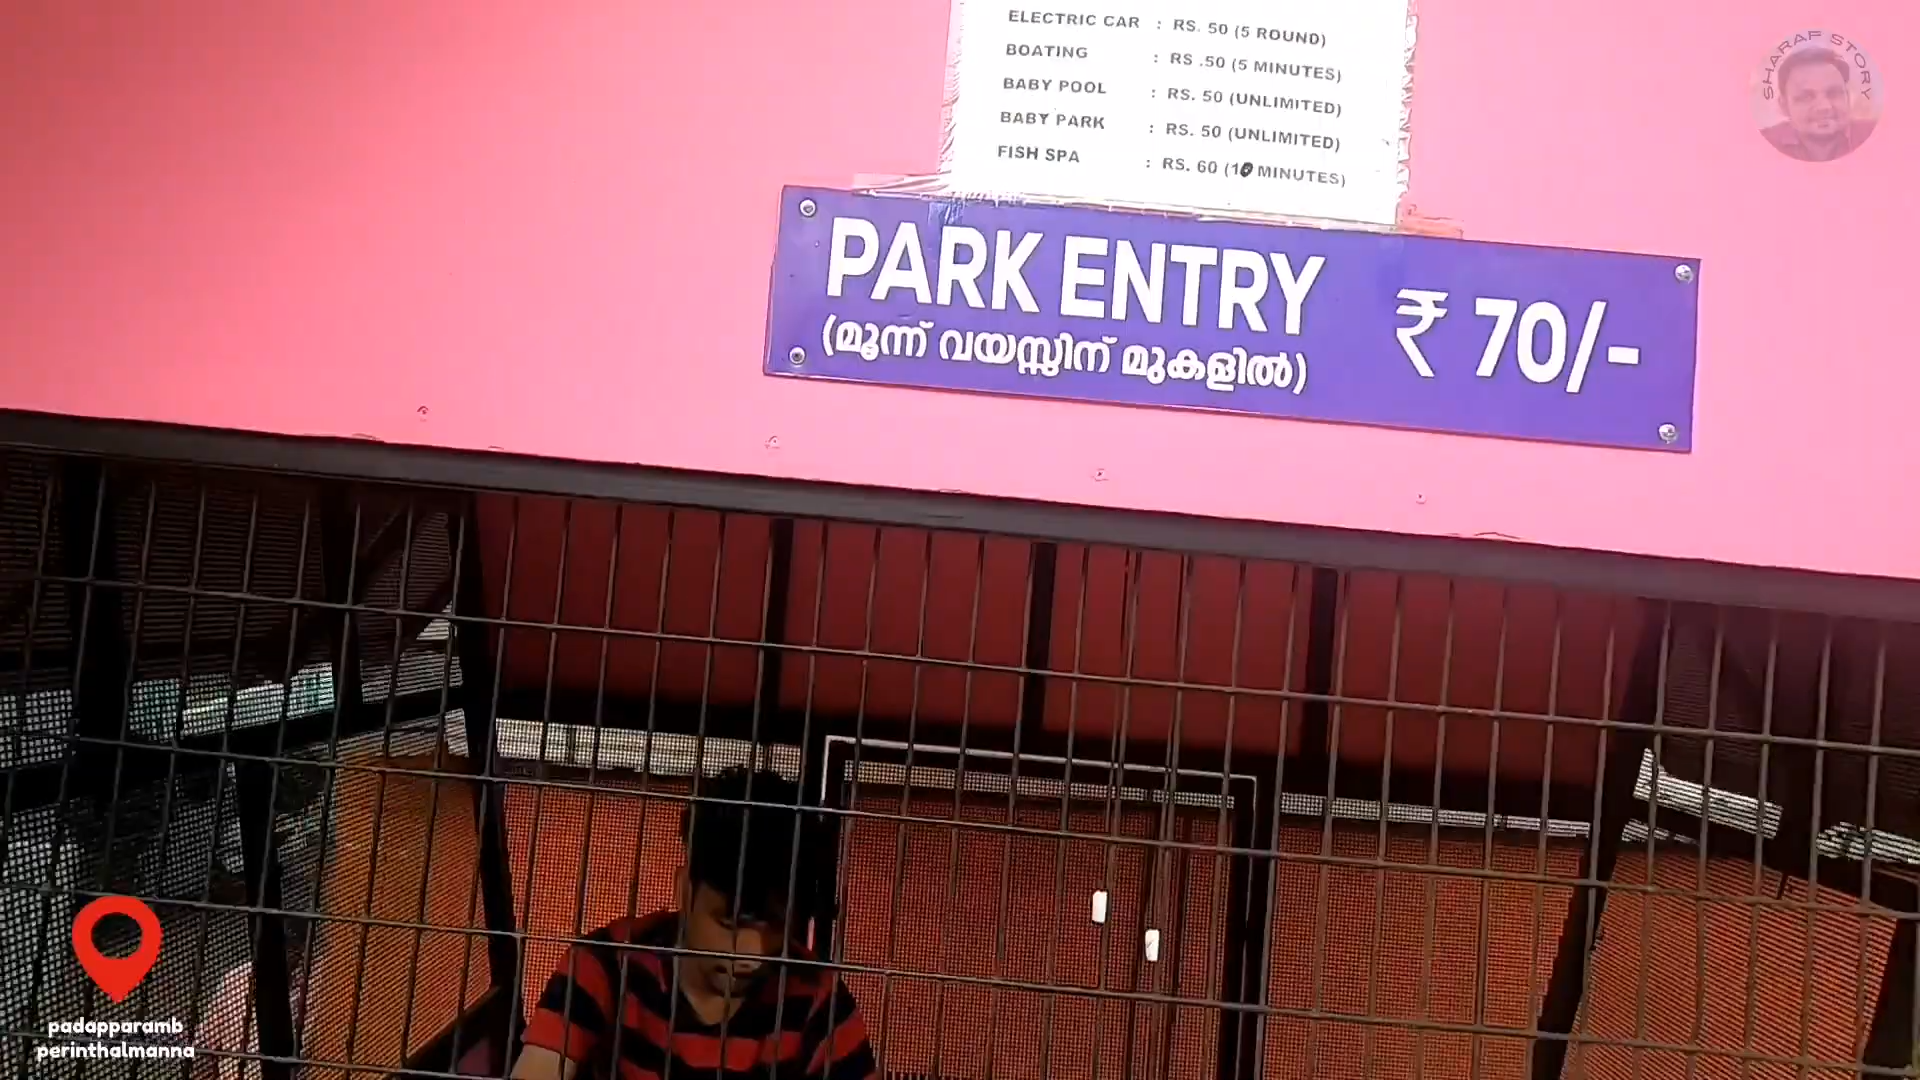 ELECTRIC CAR : RS. 50 (5 ROUND)
BOATING : RS .50 (5 MINUTES)
BABY POOL : RS. 50 (UNLIMITED)
BABY PARK : RS. 50 (UNLIMITED)
FISH SPA : RS. 60 (10 MINUTES)
PARK ENTRY ₹ 70/-
(മൂന്ന് വയസ്സിന് മുകളിൽ)
SHARAF STORY
padapparamb
perinthalmanna